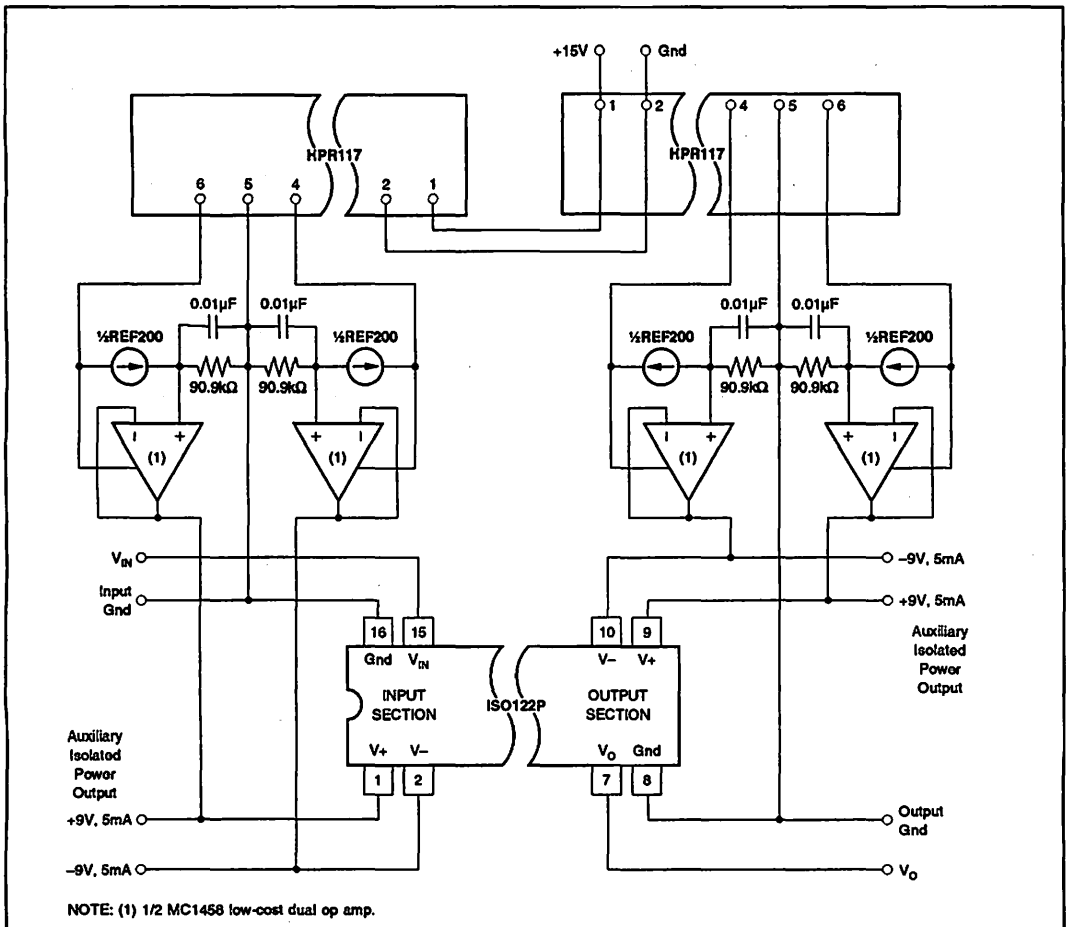 +15V Gnd
1 2 4 5 6
HPR117 HPR117
6 5 4 2 1
0.01µF 0.01µF 0.01µF 0.01µF
½REF200 ½REF200 ½REF200 ½REF200
90.9kΩ 90.9kΩ 90.9kΩ 90.9kΩ
– + + – – + + –
(1) (1) (1) (1)
VIN
Input
Gnd
–9V, 5mA
+9V, 5mA
Auxiliary
Isolated
Power
Output
16 15 10 9
Gnd VIN V– V+
INPUT
SECTION
ISO122P
OUTPUT
SECTION
V+ V– VO Gnd
1 2 7 8
Auxiliary
Isolated
Power
Output
+9V, 5mA
–9V, 5mA
Output
Gnd
VO
NOTE: (1) 1/2 MC1458 low-cost dual op amp.